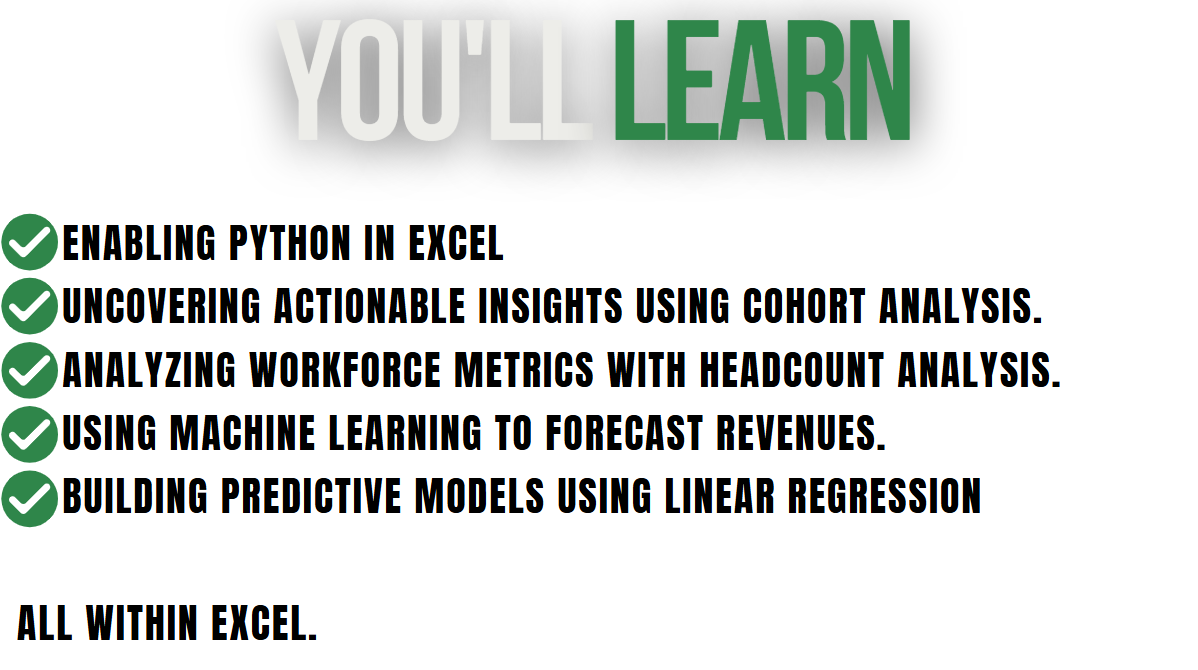 YOU'LL LEARN
ENABLING PYTHON IN EXCEL
UNCOVERING ACTIONABLE INSIGHTS USING COHORT ANALYSIS.
ANALYZING WORKFORCE METRICS WITH HEADCOUNT ANALYSIS.
USING MACHINE LEARNING TO FORECAST REVENUES.
BUILDING PREDICTIVE MODELS USING LINEAR REGRESSION
ALL WITHIN EXCEL.